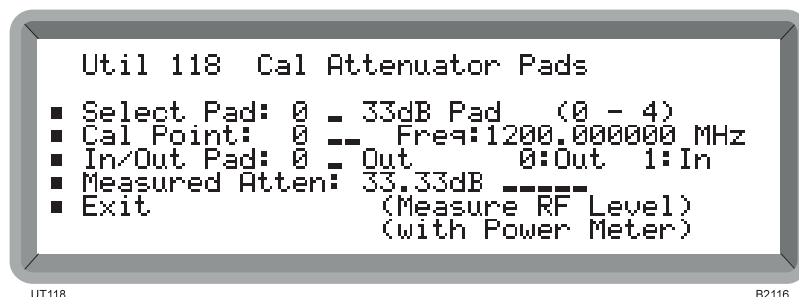 Util 118 Cal Attenuator Pads
■ Select Pad: 0 _ 33dB Pad (0 - 4)
■ Cal Point: 0 __ Freq:1200.000000 MHz
■ In/Out Pad: 0 _ Out 0:Out 1:In
■ Measured Atten: 33.33dB _____
■ Exit (Measure RF Level)
(with Power Meter)
UT118 B2116